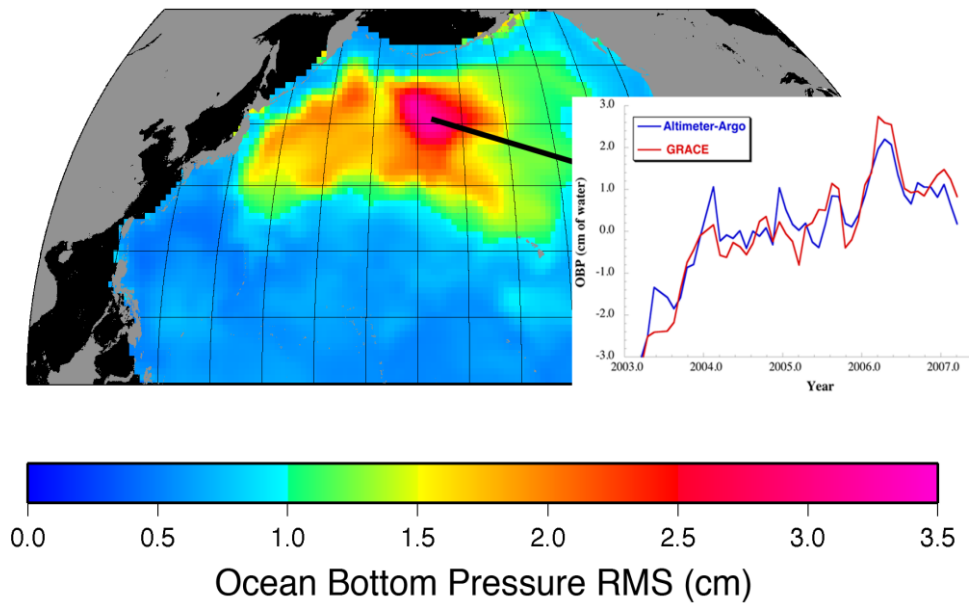 3.0
Altimeter-Argo
GRACE
2.0
1.0
0.0
-1.0
-2.0
-3.0
OBP (cm of water)
2003.0 2004.0 2005.0 2006.0 2007.0
Year
0.0 0.5 1.0 1.5 2.0 2.5 3.0 3.5
Ocean Bottom Pressure RMS (cm)